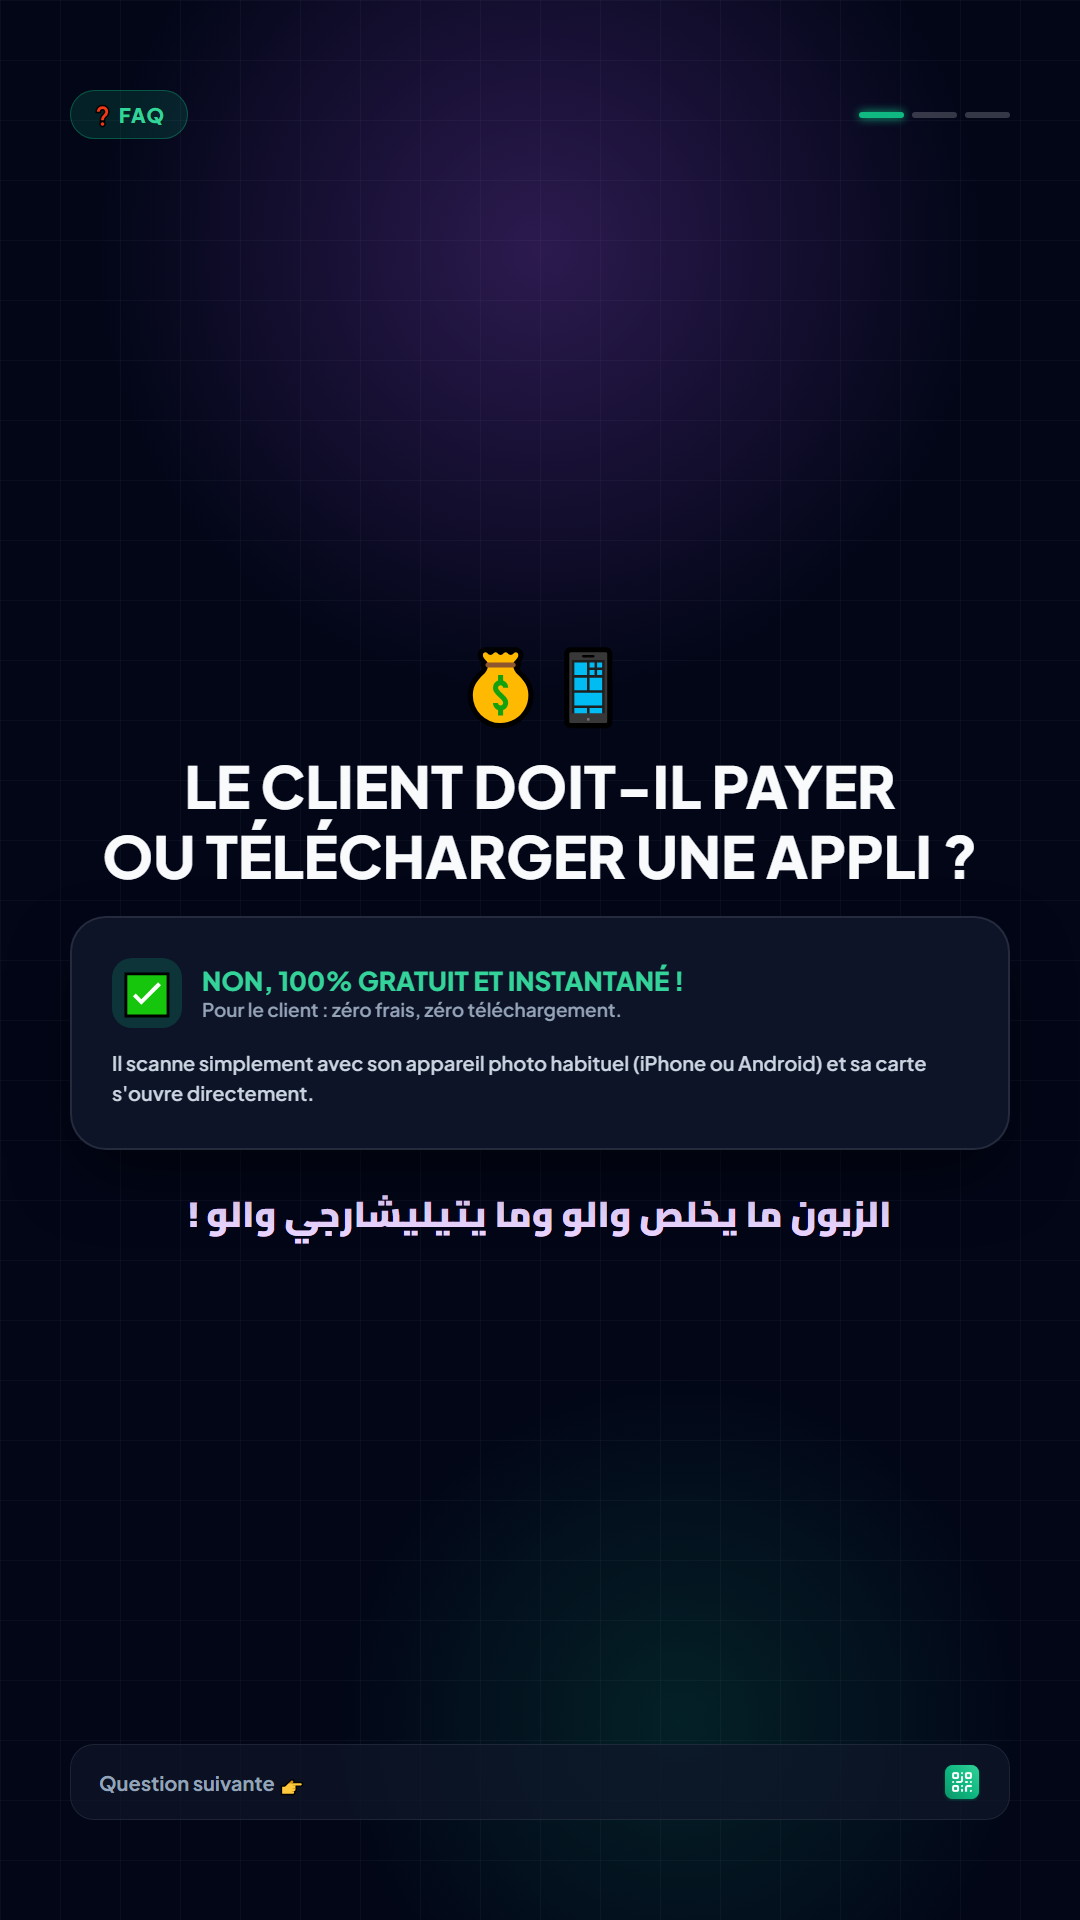 ❓ FAQ
LE CLIENT DOIT-IL PAYER
OU TÉLÉCHARGER UNE APPLI ?
NON, 100% GRATUIT ET INSTANTANÉ !
Pour le client : zéro frais, zéro téléchargement.
Il scanne simplement avec son appareil photo habituel (iPhone ou Android) et sa carte
s'ouvre directement.
الزبون ما يخلص والو وما يتيليشارجي والو !
Question suivante 👉